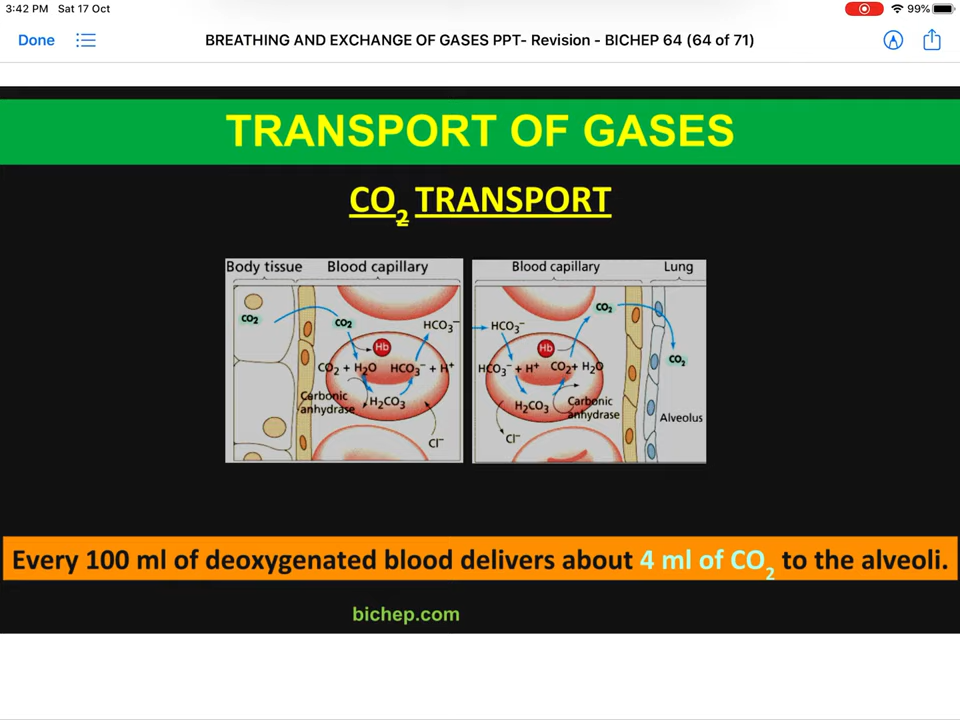 3:42 PM Sat 17 Oct
99%
Done
BREATHING AND EXCHANGE OF GASES PPT- Revision - BICHEP 64 (64 of 71)
TRANSPORT OF GASES
CO₂ TRANSPORT
Body tissue Blood capillary
CO₂ CO₂ HCO₃⁻
Hb
CO₂ + H₂O HCO₃⁻ + H⁺
Carbonic anhydrase H₂CO₃
Cl⁻
Blood capillary Lung
CO₂
HCO₃⁻
Hb CO₂
HCO₃⁻ + H⁺ CO₂ + H₂O
H₂CO₃ Carbonic anhydrase
Alveolus
Cl⁻
Every 100 ml of deoxygenated blood delivers about 4 ml of CO₂ to the alveoli.
bichep.com